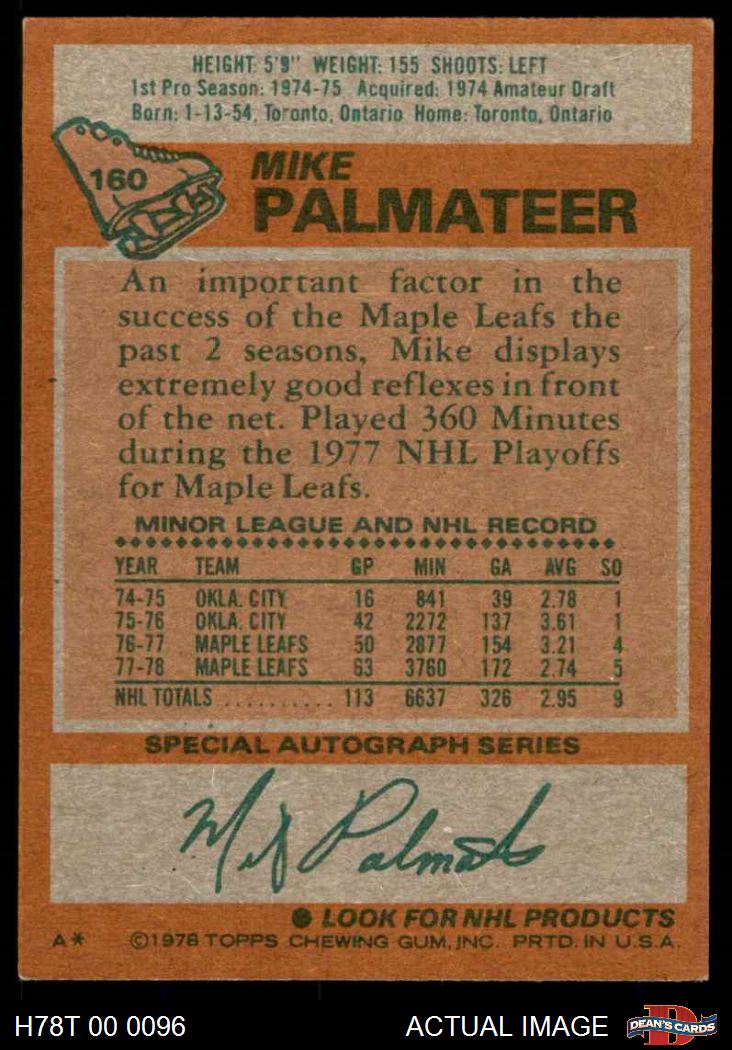 HEIGHT: 5'9" WEIGHT: 155 SHOOTS: LEFT
1st Pro Season: 1974-75 Acquired: 1974 Amateur Draft
Born: 1-13-54, Toronto, Ontario Home: Toronto, Ontario
160
MIKE
PALMATEER
An important factor in the
success of the Maple Leafs the
past 2 seasons, Mike displays
extremely good reflexes in front
of the net. Played 360 Minutes
during the 1977 NHL Playoffs
for Maple Leafs.
MINOR LEAGUE AND NHL RECORD
YEAR TEAM GP MIN GA AVG SO
74-75 OKLA. CITY 16 841 39 2.78 1
75-76 OKLA. CITY 42 2272 137 3.61 1
76-77 MAPLE LEAFS 50 2877 154 3.21 4
77-78 MAPLE LEAFS 63 3760 172 2.74 5
NHL TOTALS .......... 113 6637 326 2.95 9
SPECIAL AUTOGRAPH SERIES
Mike Palmateer
● LOOK FOR NHL PRODUCTS
A* ©1978 TOPPS CHEWING GUM, INC. PRTD. IN U.S.A.
H78T 00 0096 ACTUAL IMAGE D DEAN'S CARDS